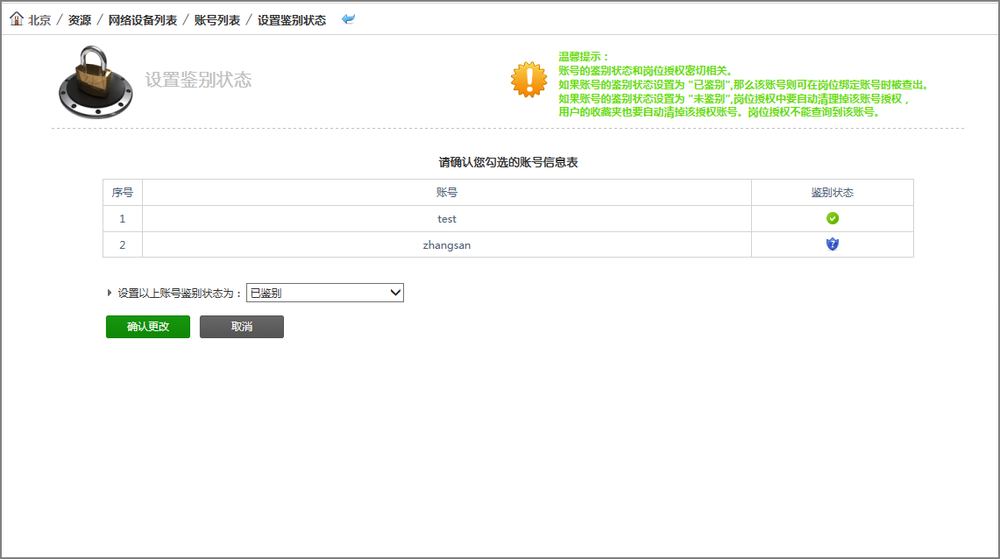 北京 / 资源 / 网络设备列表 / 账号列表 / 设置鉴别状态
设置鉴别状态
温馨提示：
账号的鉴别状态和岗位授权密切相关。
如果账号的鉴别状态设置为 "已鉴别",那么该账号则可在岗位绑定账号时被查出。
如果账号的鉴别状态设置为 "未鉴别",岗位授权中要自动清理掉该账号授权，
用户的收藏夹也要自动清掉该授权账号。岗位授权不能查询到该账号。
请确认您勾选的账号信息表
序号 账号 鉴别状态
1 test
2 zhangsan
设置以上账号鉴别状态为： 已鉴别
确认更改 取消